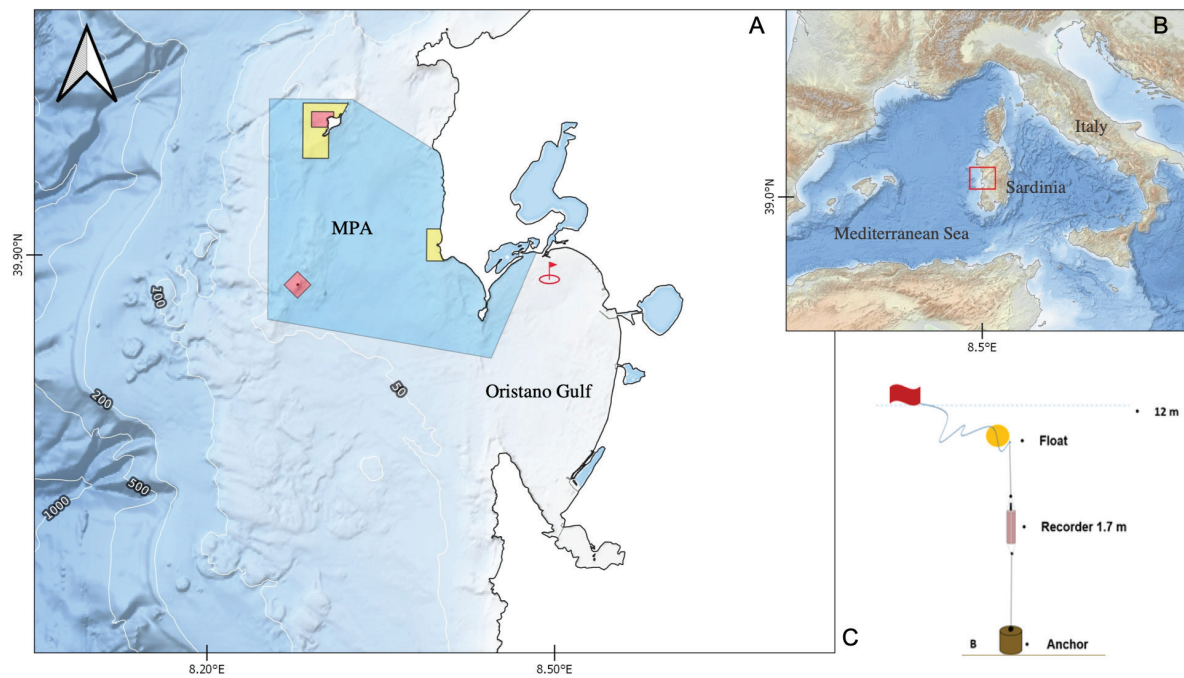 A
B
Italy
Sardinia
39.0°N
Mediterranean Sea
8.5°E
MPA
39.90°N
100
200
50
500
1000
Oristano Gulf
8.20°E
8.50°E
12 m
Float
Recorder 1.7 m
C
B
Anchor